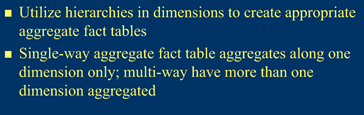 Utilize hierarchies in dimensions to create appropriate
aggregate fact tables
Single-way aggregate fact table aggregates along one
dimension only; multi-way have more than one
dimension aggregated